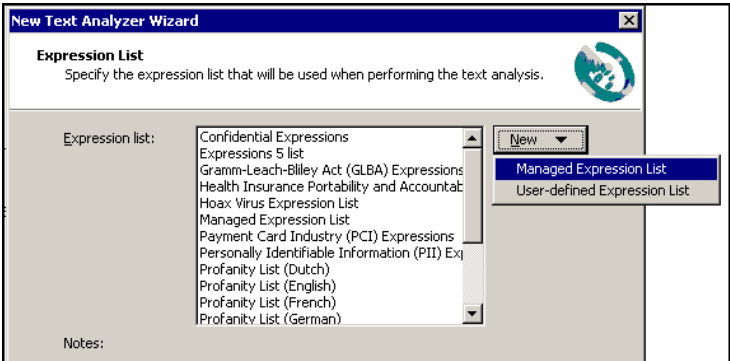 New Text Analyzer Wizard
Expression List
Specify the expression list that will be used when performing the text analysis.
Expression list:
Confidential Expressions
Expressions 5 list
Gramm-Leach-Bliley Act (GLBA) Expressions
Health Insurance Portability and Accountab
Hoax Virus Expression List
Managed Expression List
Payment Card Industry (PCI) Expressions
Personally Identifiable Information (PII) Exp
Profanity List (Dutch)
Profanity List (English)
Profanity List (French)
Profanity List (German)
New
Managed Expression List
User-defined Expression List
Notes: